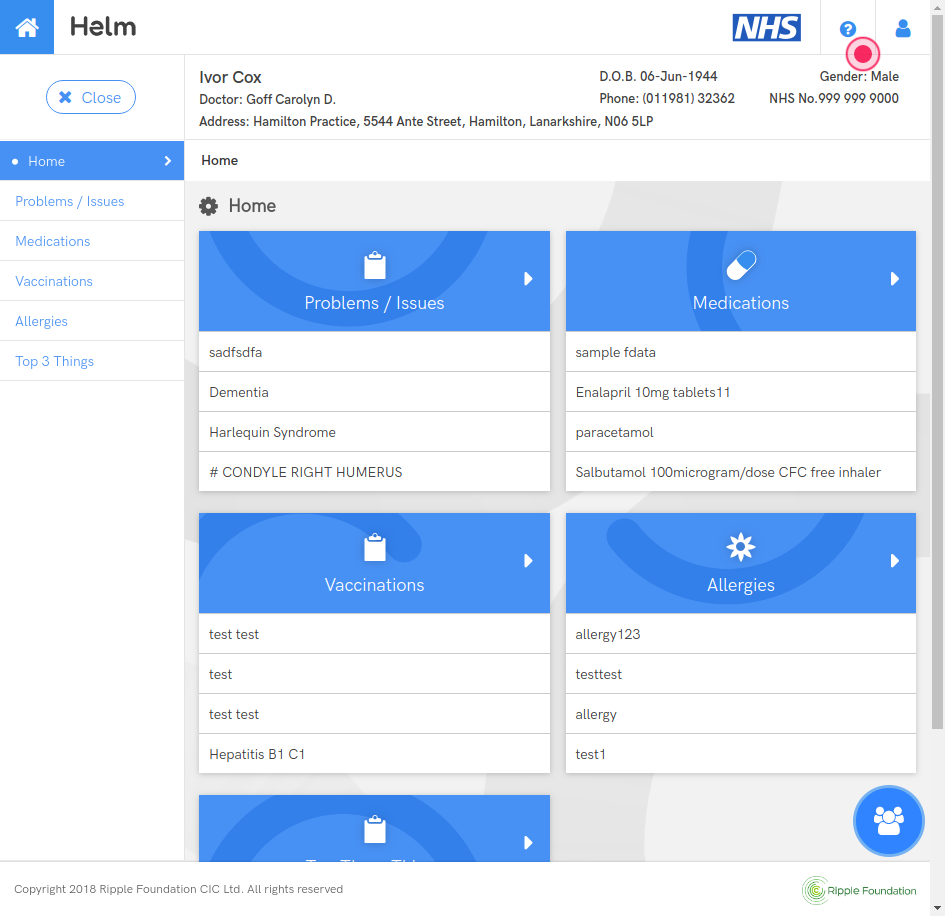 Helm
NHS
?
Close
Ivor Cox
D.O.B. 06-Jun-1944
Gender: Male
Doctor: Goff Carolyn D.
Phone: (011981) 32362
NHS No.999 999 9000
Address: Hamilton Practice, 5544 Ante Street, Hamilton, Lanarkshire, N06 5LP
Home
Problems / Issues
Medications
Vaccinations
Allergies
Top 3 Things
Home
Home
Problems / Issues
sadfsdfa
Dementia
Harlequin Syndrome
# CONDYLE RIGHT HUMERUS
Medications
sample fdata
Enalapril 10mg tablets11
paracetamol
Salbutamol 100microgram/dose CFC free inhaler
Vaccinations
test test
test
test test
Hepatitis B1 C1
Allergies
allergy123
testtest
allergy
test1
Copyright 2018 Ripple Foundation CIC Ltd. All rights reserved
Ripple Foundation